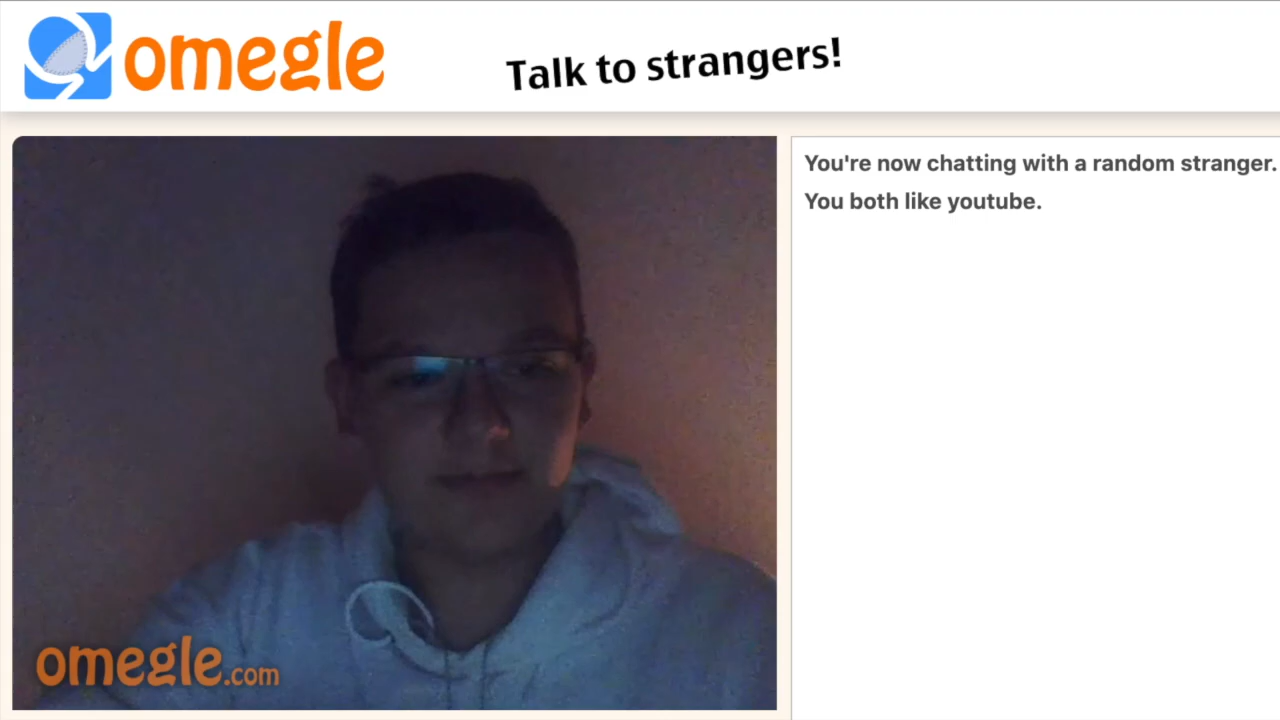 omegle
Talk to strangers!
You're now chatting with a random stranger.
You both like youtube.
omegle.com